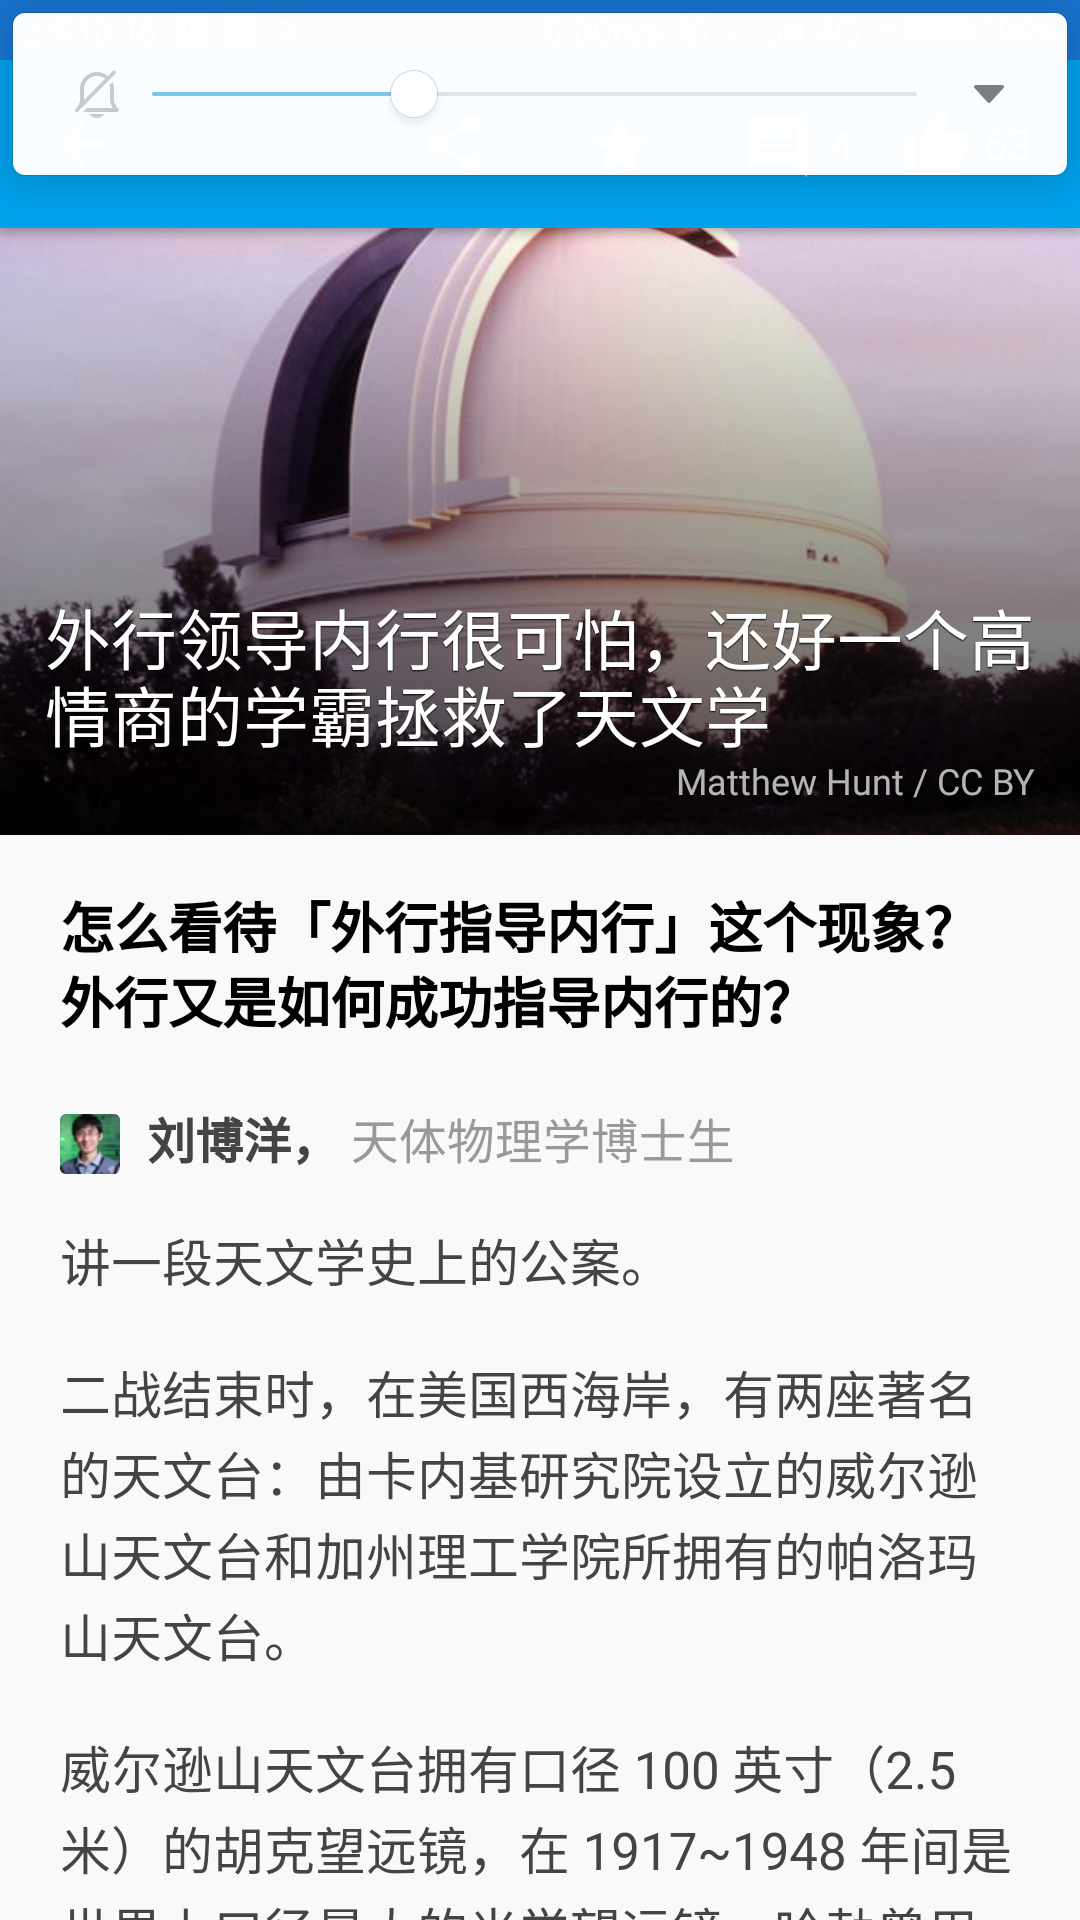 4
63
外行领导内行很可怕，还好一个高
情商的学霸拯救了天文学
Matthew Hunt / CC BY
怎么看待「外行指导内行」这个现象？
外行又是如何成功指导内行的？
刘博洋， 天体物理学博士生
讲一段天文学史上的公案。
二战结束时，在美国西海岸，有两座著名
的天文台：由卡内基研究院设立的威尔逊
山天文台和加州理工学院所拥有的帕洛玛
山天文台。
威尔逊山天文台拥有口径 100 英寸（2.5
米）的胡克望远镜，在 1917~1948 年间是